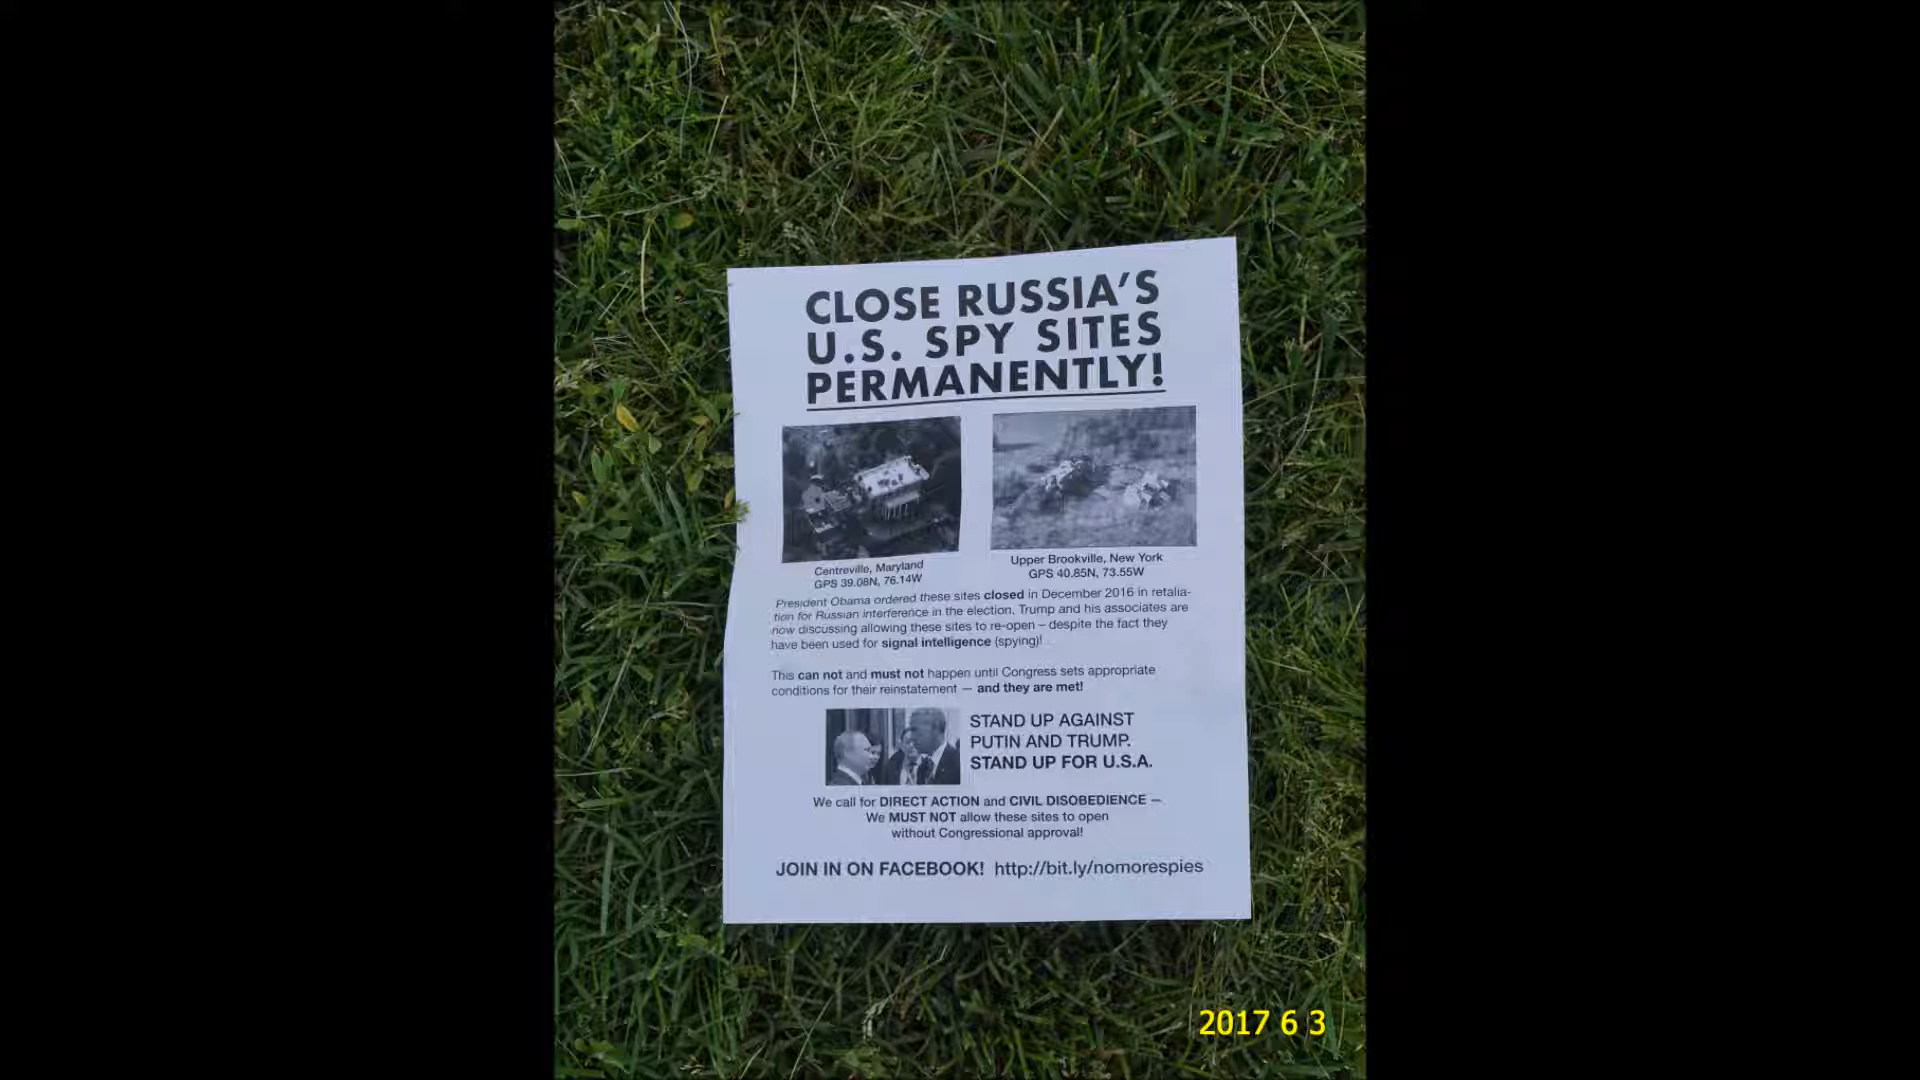 CLOSE RUSSIA'S
U.S. SPY SITES
PERMANENTLY!
Centreville, Maryland
GPS 39.08N, 76.14W
Upper Brookville, New York
GPS 40.85N, 73.55W
President Obama ordered these sites closed in December 2016 in retalia-
tion for Russian interference in the election. Trump and his associates are
now discussing allowing these sites to re-open – despite the fact they
have been used for signal intelligence (spying)!
This can not and must not happen until Congress sets appropriate
conditions for their reinstatement — and they are met!
STAND UP AGAINST
PUTIN AND TRUMP.
STAND UP FOR U.S.A.
We call for DIRECT ACTION and CIVIL DISOBEDIENCE —
We MUST NOT allow these sites to open
without Congressional approval!
JOIN IN ON FACEBOOK! http://bit.ly/nomorespies
2017 6 3